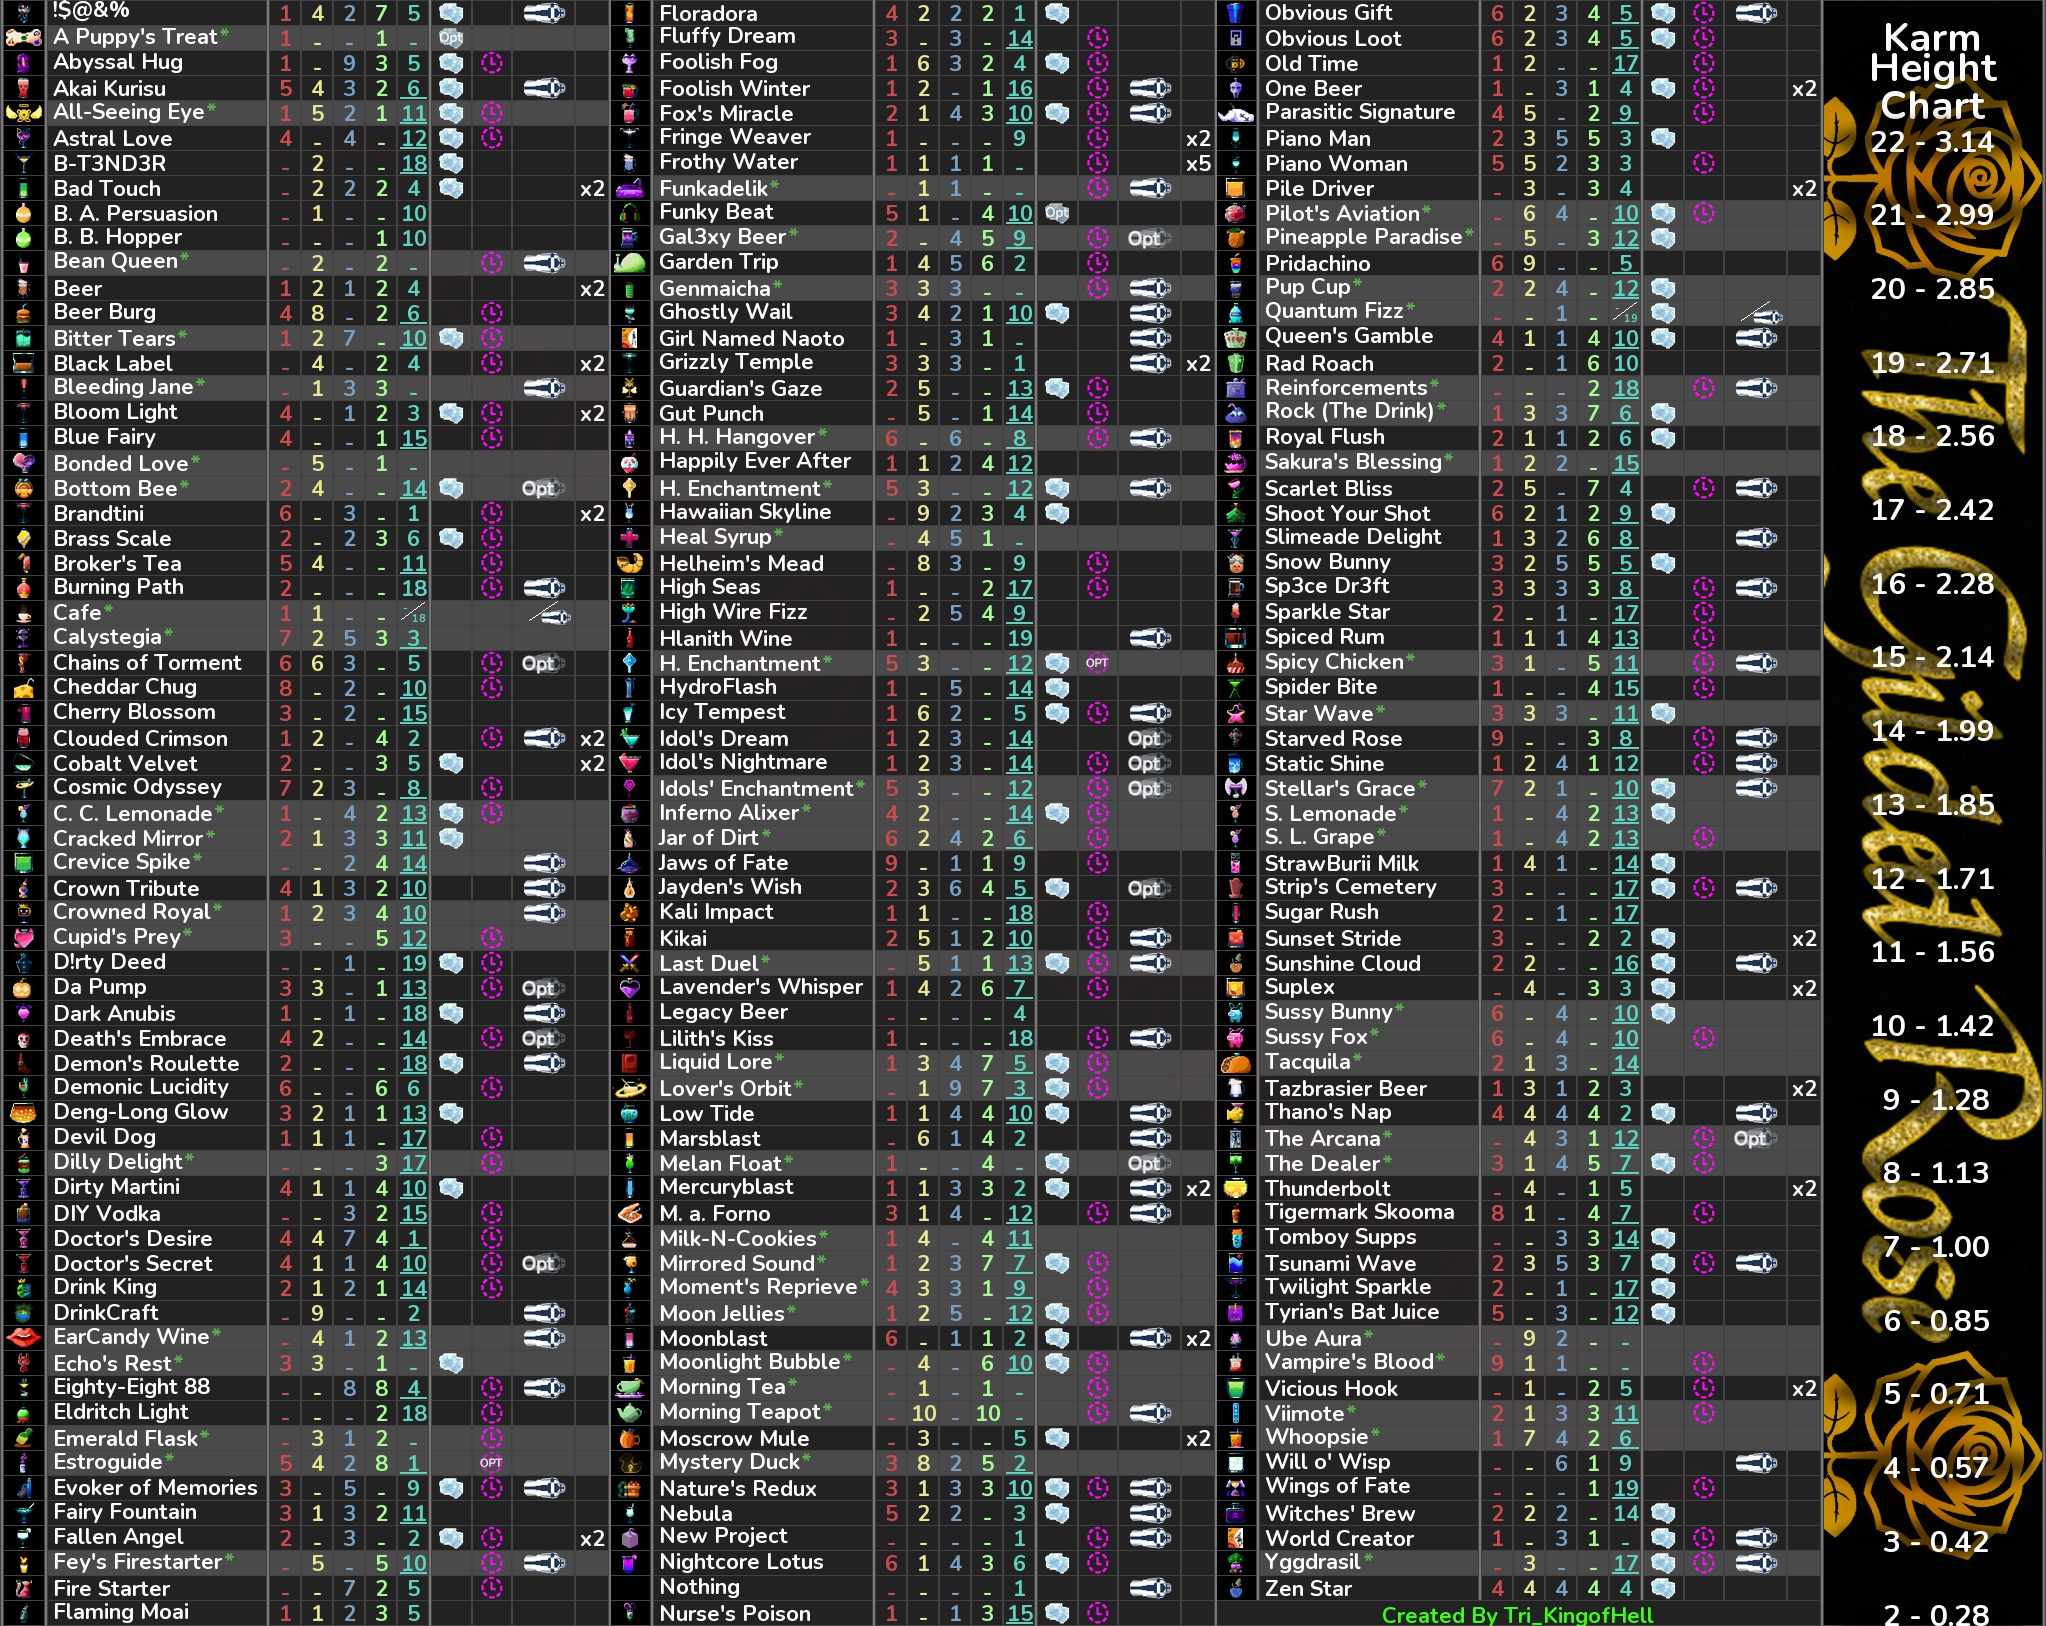 !$@&% 1 4 2 7 5
A Puppy's Treat* 1 - - 1 - Opt
Abyssal Hug 1 - 9 3 5
Akai Kurisu 5 4 3 2 6
All-Seeing Eye* 1 5 2 1 11
Astral Love 4 - 4 - 12
B-T3ND3R - 2 - - 18
Bad Touch - 2 2 2 4 x2
B. A. Persuasion - 1 - - 10
B. B. Hopper - - - 1 10
Bean Queen* - 2 - 2 -
Beer 1 2 1 2 4 x2
Beer Burg 4 8 - 2 6
Bitter Tears* 1 2 7 - 10
Black Label - 4 - 2 4 x2
Bleeding Jane* - 1 3 3 -
Bloom Light 4 - 1 2 3 x2
Blue Fairy 4 - - 1 15
Bonded Love* - 5 - 1 -
Bottom Bee* 2 4 - - 14 Opt
Brandtini 6 - 3 - 1 x2
Brass Scale 2 - 2 3 6
Broker's Tea 5 4 - - 11
Burning Path 2 - - - 18
Cafe* 1 1 - - -/18
Calystegia* 7 2 5 3 3
Chains of Torment 6 6 3 - 5 Opt
Cheddar Chug 8 - 2 - 10
Cherry Blossom 3 - 2 - 15
Clouded Crimson 1 2 - 4 2 x2
Cobalt Velvet 2 - - 3 5 x2
Cosmic Odyssey 7 2 3 - 8
C. C. Lemonade* 1 - 4 2 13
Cracked Mirror* 2 1 3 3 11
Crevice Spike* - - 2 4 14
Crown Tribute 4 1 3 2 10
Crowned Royal* 1 2 3 4 10
Cupid's Prey* 3 - - 5 12
D!rty Deed - - 1 - 19
Da Pump 3 3 - 1 13 Opt
Dark Anubis 1 - 1 - 18
Death's Embrace 4 2 - - 14 Opt
Demon's Roulette 2 - - - 18
Demonic Lucidity 6 - - 6 6
Deng-Long Glow 3 2 1 1 13
Devil Dog 1 1 1 - 17
Dilly Delight* - - - 3 17
Dirty Martini 4 1 1 4 10
DIY Vodka - - 3 2 15
Doctor's Desire 4 4 7 4 1
Doctor's Secret 4 1 1 4 10 Opt
Drink King 2 1 2 1 14
DrinkCraft - 9 - - 2
EarCandy Wine* - 4 1 2 13
Echo's Rest* 3 3 - 1 -
Eighty-Eight 88 - - 8 8 4
Eldritch Light - - - 2 18
Emerald Flask* - 3 1 2 -
Estroguide* 5 4 2 8 1 OPT
Evoker of Memories 3 - 5 - 9
Fairy Fountain 3 1 3 2 11
Fallen Angel 2 - 3 - 2 x2
Fey's Firestarter* - 5 - 5 10
Fire Starter - - 7 2 5
Flaming Moai 1 1 2 3 5
Floradora 4 2 2 2 1
Fluffy Dream 3 - 3 - 14
Foolish Fog 1 6 3 2 4
Foolish Winter 1 2 - 1 16
Fox's Miracle 2 1 4 3 10
Fringe Weaver 1 - - - 9 x2
Frothy Water 1 1 1 1 - x5
Funkadelik* - 1 1 - -
Funky Beat 5 1 - 4 10 Opt
Gal3xy Beer* 2 - 4 5 9 Opt
Garden Trip 1 4 5 6 2
Genmaicha* 3 3 3 - -
Ghostly Wail 3 4 2 1 10
Girl Named Naoto 1 - 3 1 -
Grizzly Temple 3 3 3 - 1 x2
Guardian's Gaze 2 5 - - 13
Gut Punch - 5 - 1 14
H. H. Hangover* 6 - 6 - 8
Happily Ever After 1 1 2 4 12
H. Enchantment* 5 3 - - 12
Hawaiian Skyline - 9 2 3 4
Heal Syrup* - 4 5 1 -
Helheim's Mead - 8 3 - 9
High Seas 1 - - 2 17
High Wire Fizz - 2 5 4 9
Hlanith Wine 1 - - - 19
H. Enchantment* 5 3 - - 12 OPT
HydroFlash 1 - 5 - 14
Icy Tempest 1 6 2 - 5
Idol's Dream 1 2 3 - 14 Opt
Idol's Nightmare 1 2 3 - 14 Opt
Idols' Enchantment* 5 3 - - 12 Opt
Inferno Alixer* 4 2 - - 14
Jar of Dirt* 6 2 4 2 6
Jaws of Fate 9 - 1 1 9
Jayden's Wish 2 3 6 4 5 Opt
Kali Impact 1 1 - - 18
Kikai 2 5 1 2 10
Last Duel* - 5 1 1 13
Lavender's Whisper 1 4 2 6 7
Legacy Beer - - - - 4
Lilith's Kiss 1 - - - 18
Liquid Lore* 1 3 4 7 5
Lover's Orbit* - 1 9 7 3
Low Tide 1 1 4 4 10
Marsblast - 6 1 4 2
Melan Float* 1 - - 4 - Opt
Mercuryblast 1 1 3 3 2 x2
M. a. Forno 3 1 4 - 12
Milk-N-Cookies* 1 4 - 4 11
Mirrored Sound* 1 2 3 7 7
Moment's Reprieve* 4 3 3 1 9
Moon Jellies* 1 2 5 - 12
Moonblast 6 - 1 1 2 x2
Moonlight Bubble* - 4 - 6 10
Morning Tea* - 1 - 1 -
Morning Teapot* - 10 - 10 -
Moscrow Mule - 3 - - 5 x2
Mystery Duck* 3 8 2 5 2
Nature's Redux 3 1 3 3 10
Nebula 5 2 2 - 3
New Project - - - - 1
Nightcore Lotus 6 1 4 3 6
Nothing - - - - 1
Nurse's Poison 1 - 1 3 15
Obvious Gift 6 2 3 4 5
Obvious Loot 6 2 3 4 5
Old Time 1 2 - - 17
One Beer 1 - 3 1 4 x2
Parasitic Signature 4 5 - 2 9
Piano Man 2 3 5 5 3
Piano Woman 5 5 2 3 3
Pile Driver - 3 - 3 4 x2
Pilot's Aviation* - 6 4 - 10
Pineapple Paradise* - 5 - 3 12
Pridachino 6 9 - - 5
Pup Cup* 2 2 4 - 12
Quantum Fizz* - - 1 - -/19
Queen's Gamble 4 1 1 4 10
Rad Roach 2 - 1 6 10
Reinforcements* - - - 2 18
Rock (The Drink)* 1 3 3 7 6
Royal Flush 2 1 1 2 6
Sakura's Blessing* 1 2 2 - 15
Scarlet Bliss 2 5 - 7 4
Shoot Your Shot 6 2 1 2 9
Slimeade Delight 1 3 2 6 8
Snow Bunny 3 2 5 5 5
Sp3ce Dr3ft 3 3 3 3 8
Sparkle Star 2 - 1 - 17
Spiced Rum 1 1 1 4 13
Spicy Chicken* 3 1 - 5 11
Spider Bite 1 - - 4 15
Star Wave* 3 3 3 - 11
Starved Rose 9 - - 3 8
Static Shine 1 2 4 1 12
Stellar's Grace* 7 2 1 - 10
S. Lemonade* 1 - 4 2 13
S. L. Grape* 1 - 4 2 13
StrawBurii Milk 1 4 1 - 14
Strip's Cemetery 3 - - - 17
Sugar Rush 2 - 1 - 17
Sunset Stride 3 - - 2 2 x2
Sunshine Cloud 2 2 - - 16
Suplex - 4 - 3 3 x2
Sussy Bunny* 6 - 4 - 10
Sussy Fox* 6 - 4 - 10
Tacquila* 2 1 3 - 14
Tazbrasier Beer 1 3 1 2 3 x2
Thano's Nap 4 4 4 4 2
The Arcana* - 4 3 1 12 Opt
The Dealer* 3 1 4 5 7
Thunderbolt - 4 - 1 5 x2
Tigermark Skooma 8 1 - 4 7
Tomboy Supps - - 3 3 14
Tsunami Wave 2 3 5 3 7
Twilight Sparkle 2 - 1 - 17
Tyrian's Bat Juice 5 - 3 - 12
Ube Aura* - 9 2 - -
Vampire's Blood* 9 1 1 - -
Vicious Hook - 1 - 2 5 x2
Viimote* 2 1 3 3 11
Whoopsie* 1 7 4 2 6
Will o' Wisp - - 6 1 9
Wings of Fate - - - 1 19
Witches' Brew 2 2 2 - 14
World Creator 1 - 3 1 -
Yggdrasil* - 3 - - 17
Zen Star 4 4 4 4 4
Created By Tri_KingofHell
Karm
Height
Chart
22 - 3.14
21 - 2.99
20 - 2.85
19 - 2.71
18 - 2.56
17 - 2.42
16 - 2.28
15 - 2.14
14 - 1.99
13 - 1.85
12 - 1.71
11 - 1.56
10 - 1.42
9 - 1.28
8 - 1.13
7 - 1.00
6 - 0.85
5 - 0.71
4 - 0.57
3 - 0.42
2 - 0.28
The Gilded Rose